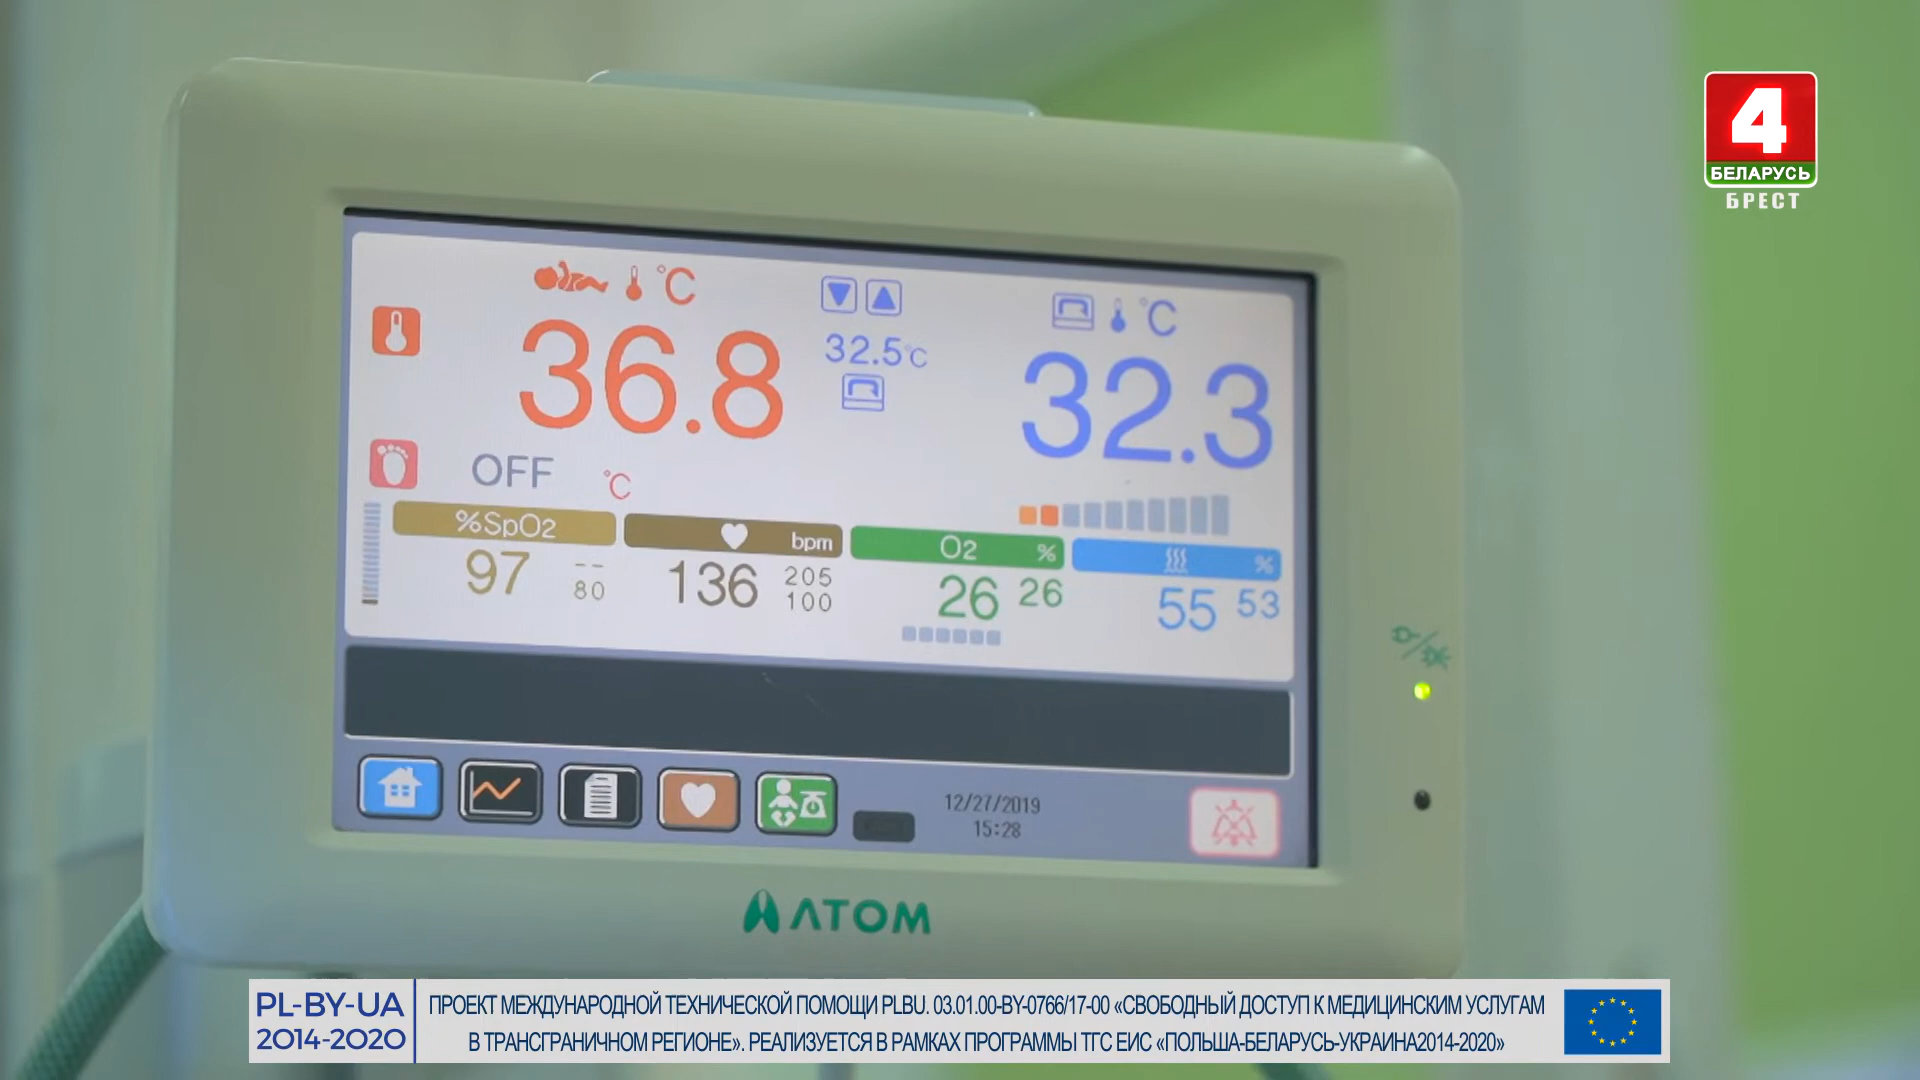 4
БЕЛАРУСЬ
БРЕСТ
°C
36.8
32.5°C
°C
32.3
OFF °C
%SpO2
97
--
80
bpm
136
205
100
O2 %
26 26
%
55 53
12/27/2019
15:28
ATOM
PL-BY-UA
2014-2020
ПРОЕКТ МЕЖДУНАРОДНОЙ ТЕХНИЧЕСКОЙ ПОМОЩИ PLBU. 03.01.00-BY-0766/17-00 «СВОБОДНЫЙ ДОСТУП К МЕДИЦИНСКИМ УСЛУГАМ
В ТРАНСГРАНИЧНОМ РЕГИОНЕ». РЕАЛИЗУЕТСЯ В РАМКАХ ПРОГРАММЫ ТГС ЕИС «ПОЛЬША-БЕЛАРУСЬ-УКРАИНА2014-2020»